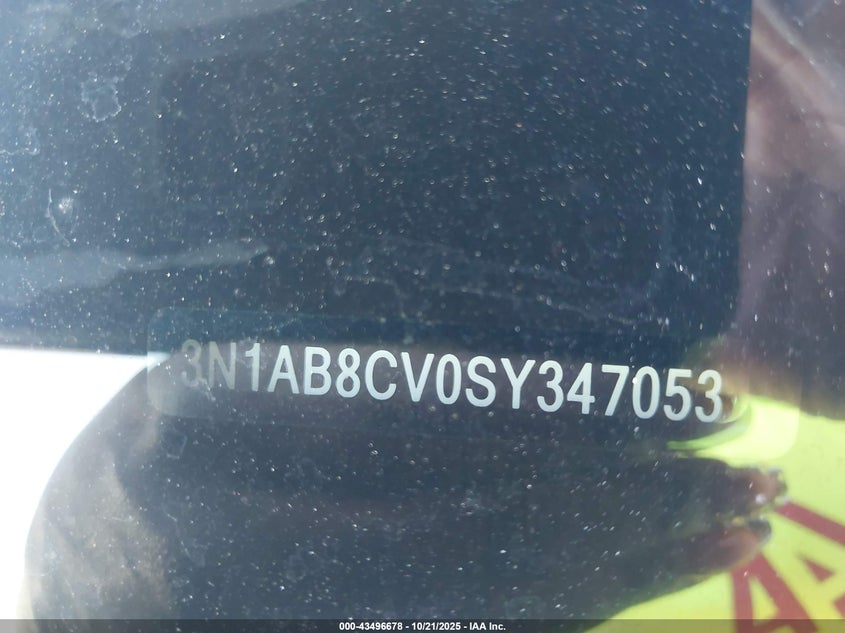 3N1AB8CV0SY347053
000-43496678 - 10/21/2025 - IAA Inc.